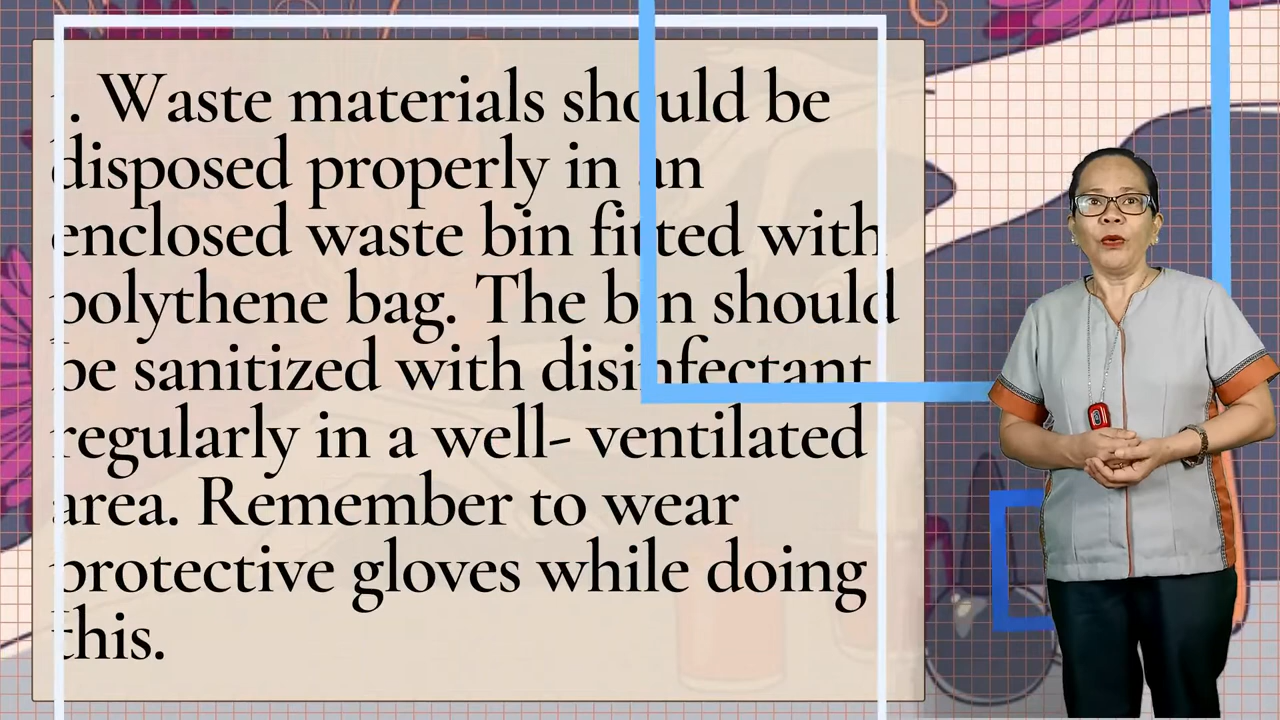 . Waste materials should be
disposed properly in an
enclosed waste bin fitted with
polythene bag. The bin should
be sanitized with disinfectant
regularly in a well- ventilated
area. Remember to wear
protective gloves while doing
this.